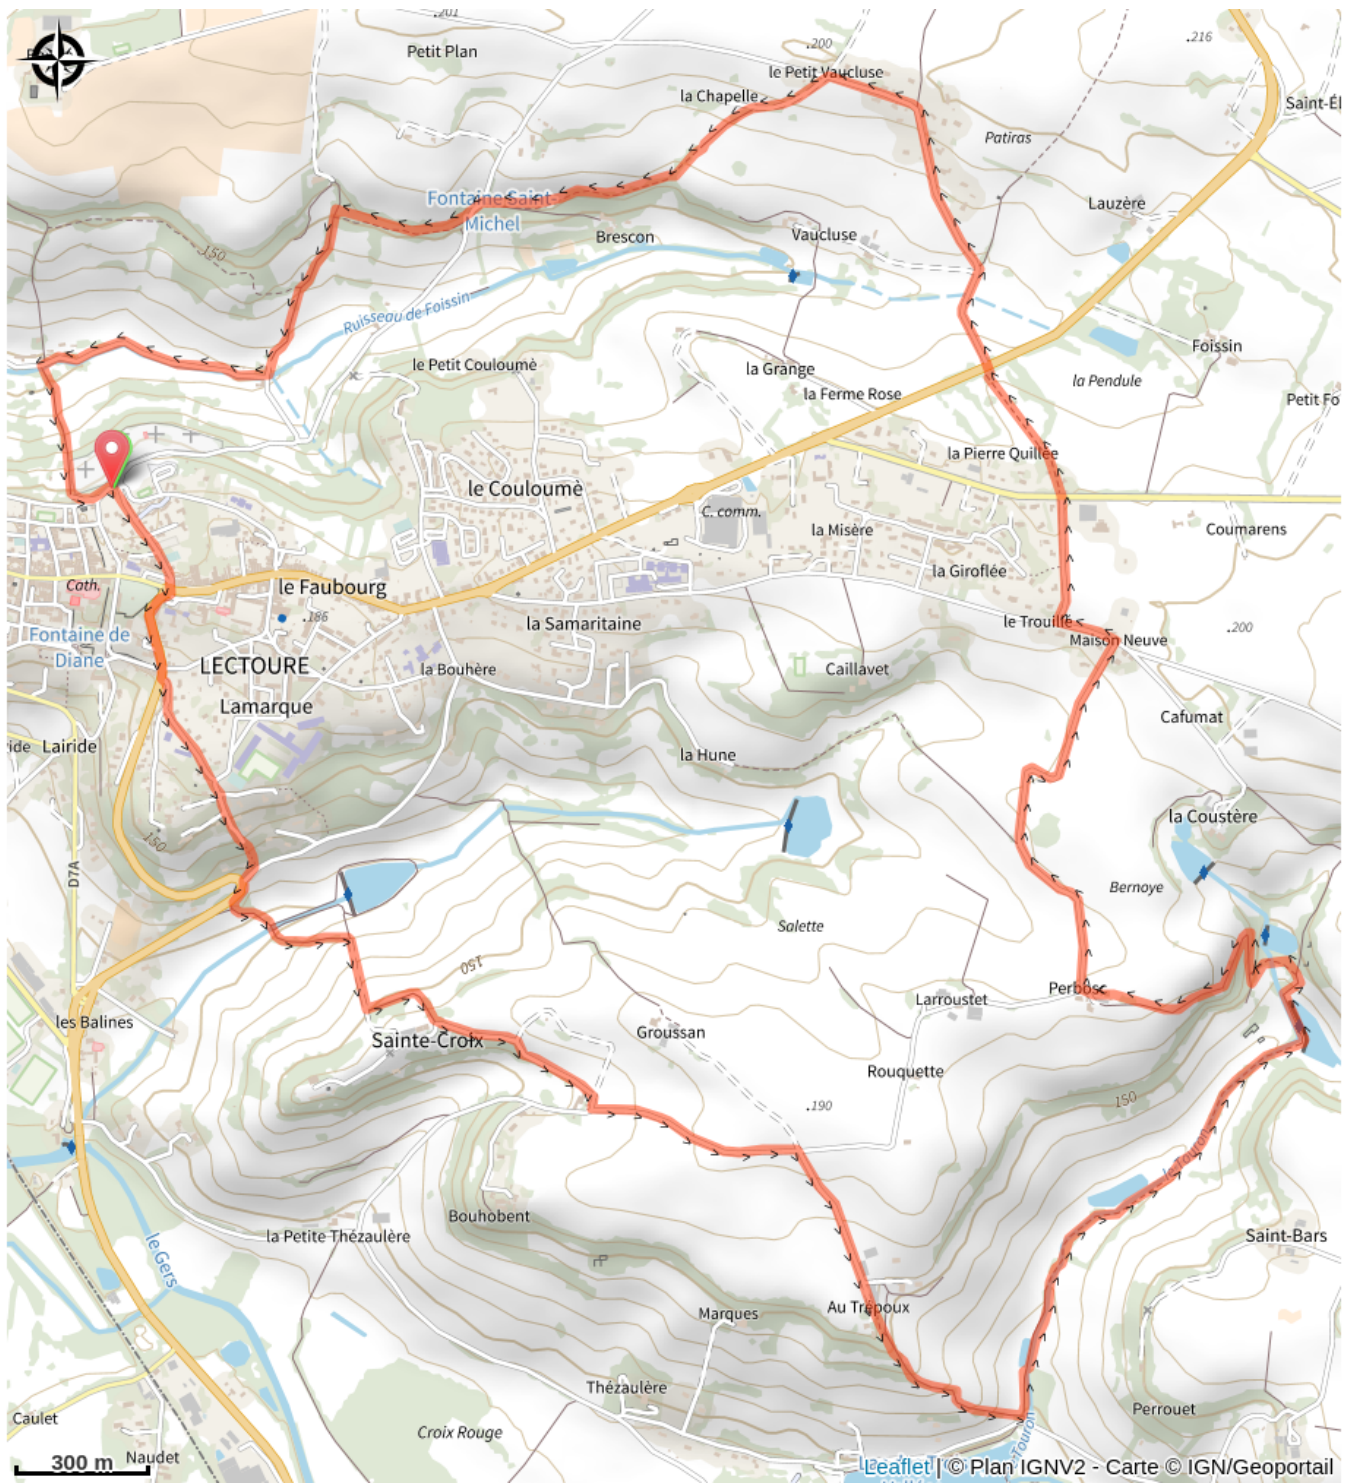 .201
Petit Plan
.200
.216
le Petit Vaucluse
la Chapelle
Saint-Él
Patiras
Lauzère
Fontaine Saint-
Michel
Brescon
Vaucluse
150
Ruisseau de Foissin
Foissin
le Petit Couloumè
la Grange
la Pendule
la Ferme Rose
Petit Fo
la Pierre Quillée
le Couloumè
C. comm.
la Misère
Coumarens
la Giroflée
Cath.
le Faubourg
.186
la Samaritaine
le Trouillé
Maison Neuve
.200
Fontaine de
Diane
LECTOURE
la Bouhère
Caillavet
Lamarque
Cafumat
ide
Lairide
la Hune
la Coustère
150
D7A
Bernoye
Salette
150
Perbosc
Larroustet
les Balines
Groussan
Sainte-Croix
Rouquette
150
.190
le Touron
Bouhobent
la Petite Thézaulère
Saint-Bars
le Gers
Au Trépoux
Marques
Thézaulère
Perrouet
Caulet
Croix Rouge
Touron
Naudet
300 m
Leaflet | © Plan IGNV2 - Carte © IGN/Geoportail